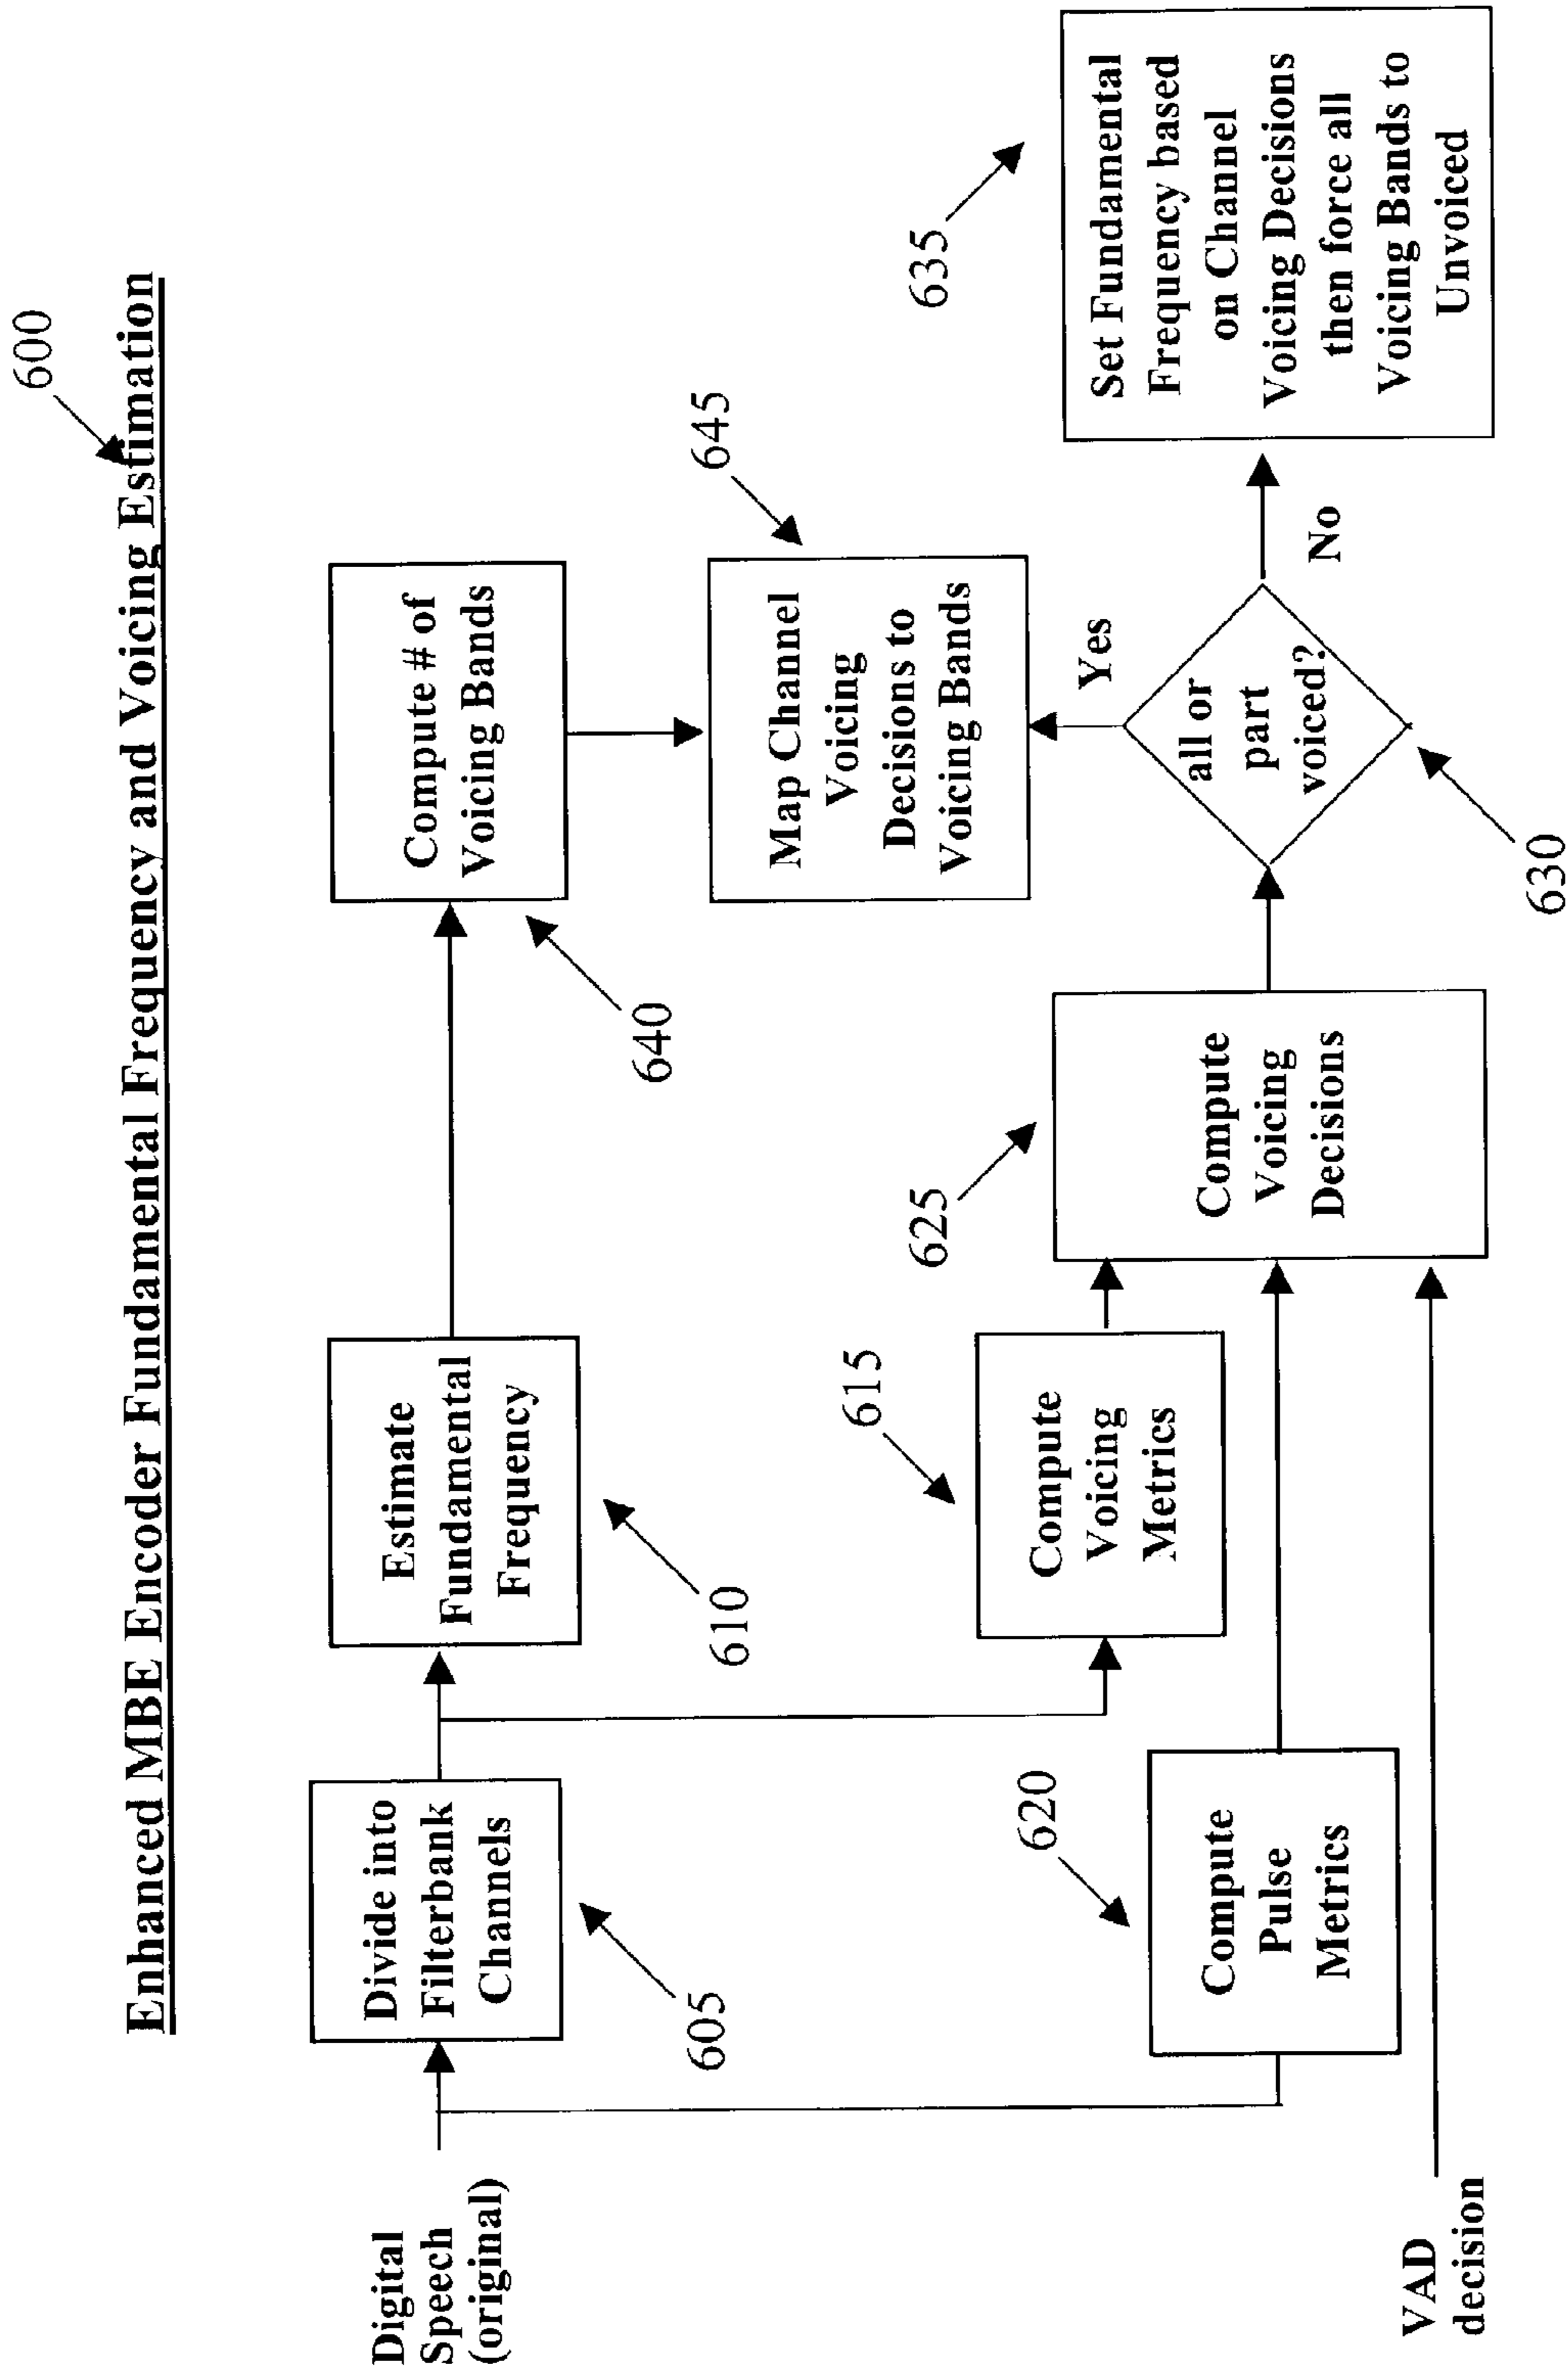 600
Enhanced MBE Encoder Fundamental Frequency and Voicing Estimation
Digital
Speech
(original)
Divide into
Filterbank
Channels
605
Estimate
Fundamental
Frequency
610
Compute # of
Voicing Bands
640
Map Channel
Voicing
Decisions to
Voicing Bands
645
Compute
Voicing
Metrics
615
Compute
Pulse
Metrics
620
VAD
decision
Compute
Voicing
Decisions
625
all or
part
voiced?
630
Yes
No
Set Fundamental
Frequency based
on Channel
Voicing Decisions
then force all
Voicing Bands to
Unvoiced
635